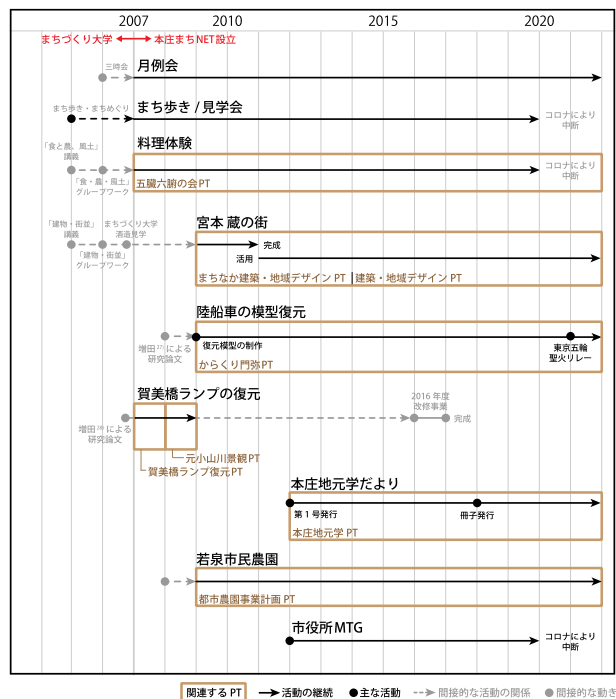 2007 2010 2015 2020
まちづくり大学 本庄まちNET設立
月例会
三時会
まち歩き / 見学会
まち歩き・まちめぐり
コロナにより
中断
料理体験
「食と農、風土」
講義
「食・農・風土」
グループワーク
コロナにより
中断
五臓六腑の会PT
宮本 蔵の街
「建物・街並」
講義
まちづくり大学
酒造見学
「建物・街並」
グループワーク
完成
活用
まちなか建築・地域デザイン PT | 建築・地域デザイン PT
陸船車の模型復元
増田27)による
研究論文
復元模型の制作
東京五輪
聖火リレー
からくり門弥PT
賀美橋ランプの復元
増田28)による
研究論文
2016 年度
改修事業
完成
元小山川景観PT
賀美橋ランプ復元PT
本庄地元学だより
第 1 号発行
冊子発行
本庄地元学 PT
若泉市民農園
都市農園事業計画 PT
市役所MTG
コロナにより
中断
関連する PT 活動の継続 主な活動 間接的な活動の関係 間接的な動き